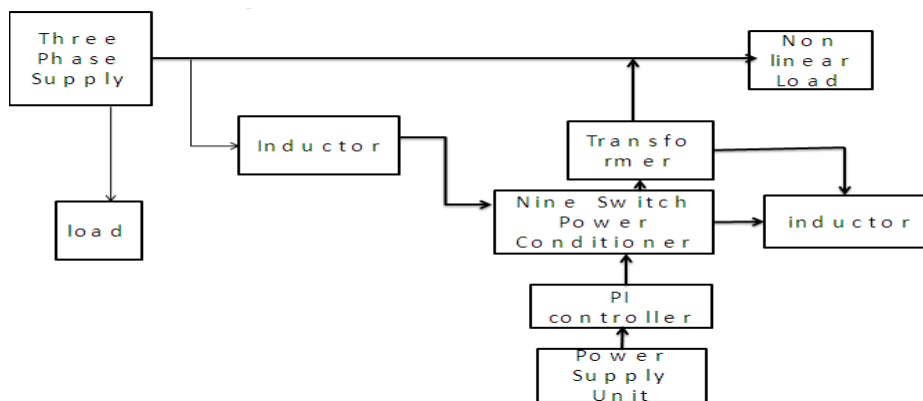 Three
Phase
Supply
Non
linear
Load
Inductor
Transfo
rmer
load
Nine Switch
Power
Conditioner
inductor
PI
controller
Power
Supply
Unit